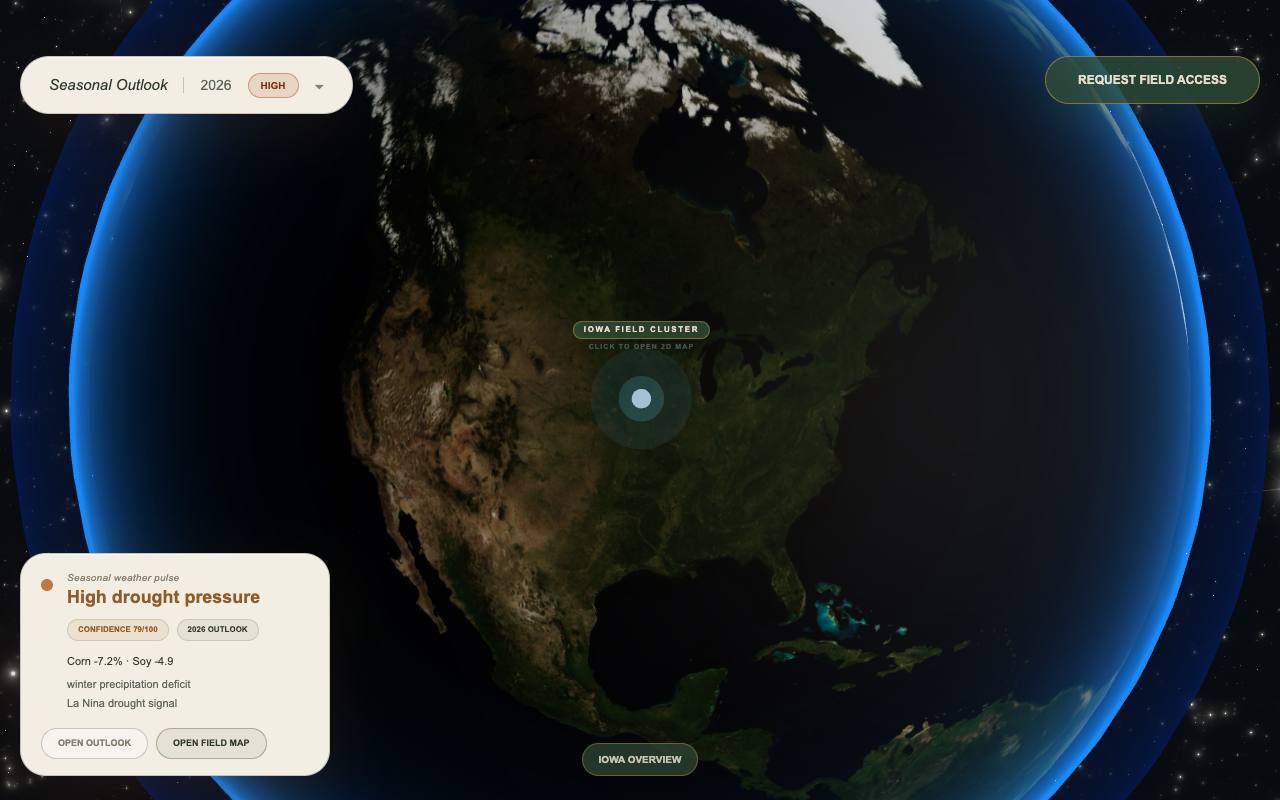 Seasonal Outlook 2026 HIGH
REQUEST FIELD ACCESS
IOWA FIELD CLUSTER
CLICK TO OPEN 2D MAP
Seasonal weather pulse
High drought pressure
CONFIDENCE 79/100 2026 OUTLOOK
Corn -7.2% · Soy -4.9
winter precipitation deficit
La Nina drought signal
OPEN OUTLOOK OPEN FIELD MAP
IOWA OVERVIEW